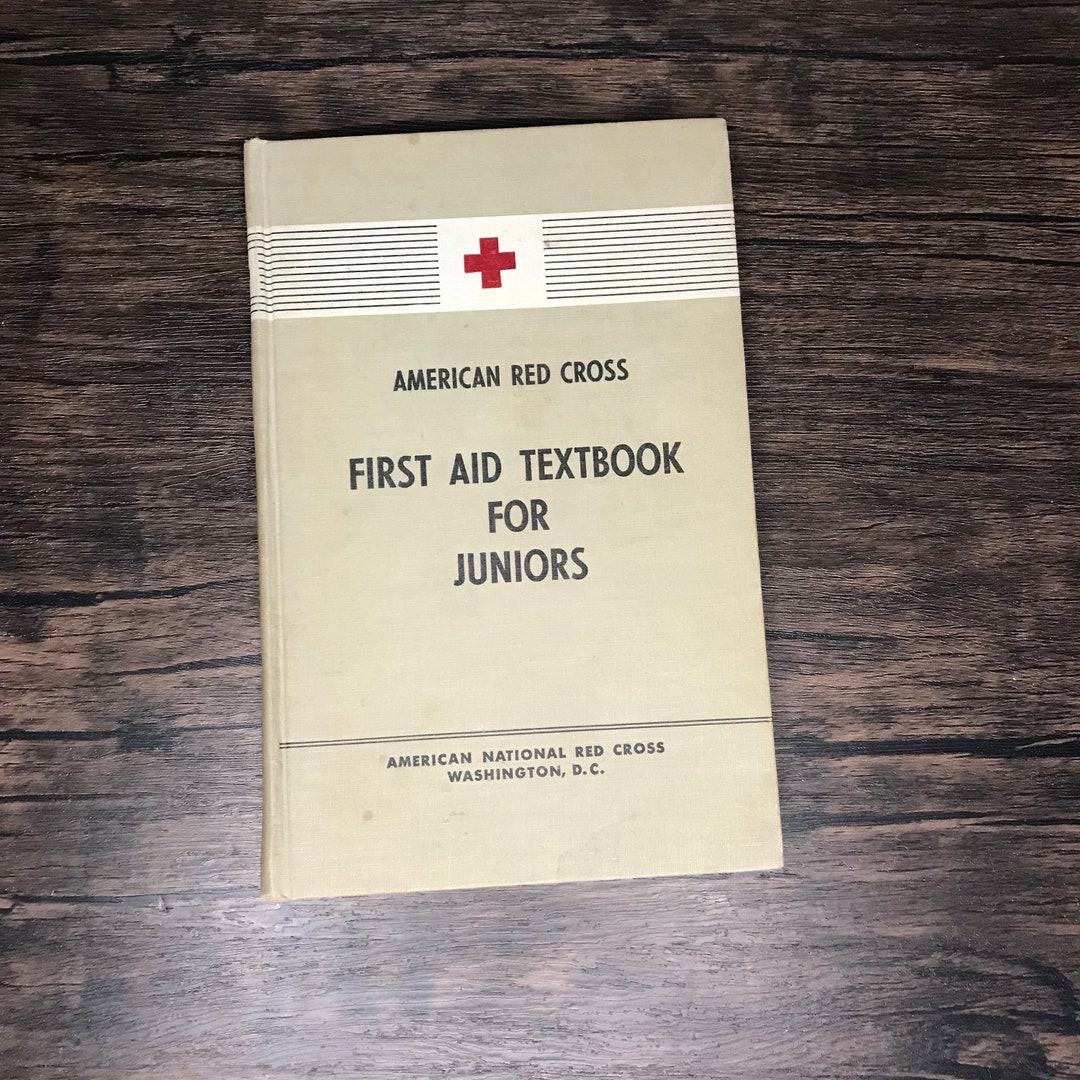 AMERICAN RED CROSS
FIRST AID TEXTBOOK
FOR
JUNIORS
AMERICAN NATIONAL RED CROSS
WASHINGTON, D.C.